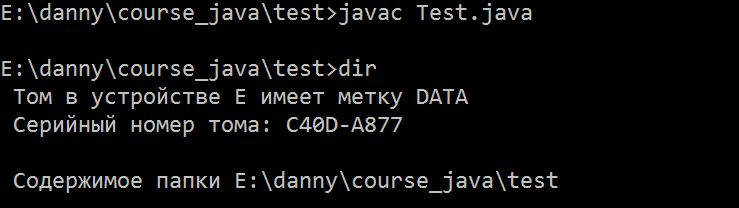 E:\danny\course_java\test>javac Test.java
E:\danny\course_java\test>dir
Том в устройстве E имеет метку DATA
Серийный номер тома: C40D-A877
Содержимое папки E:\danny\course_java\test